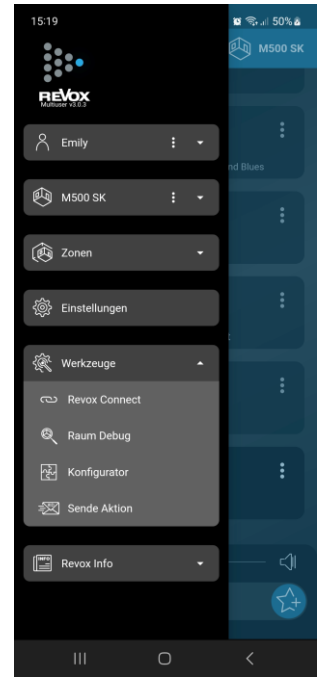 15:19
50%
M500 SK
REVOX
Multiuser v3.0.3
Emily
nd Blues
M500 SK
Zonen
Einstellungen
Werkzeuge
Revox Connect
Raum Debug
Konfigurator
Sende Aktion
Revox Info